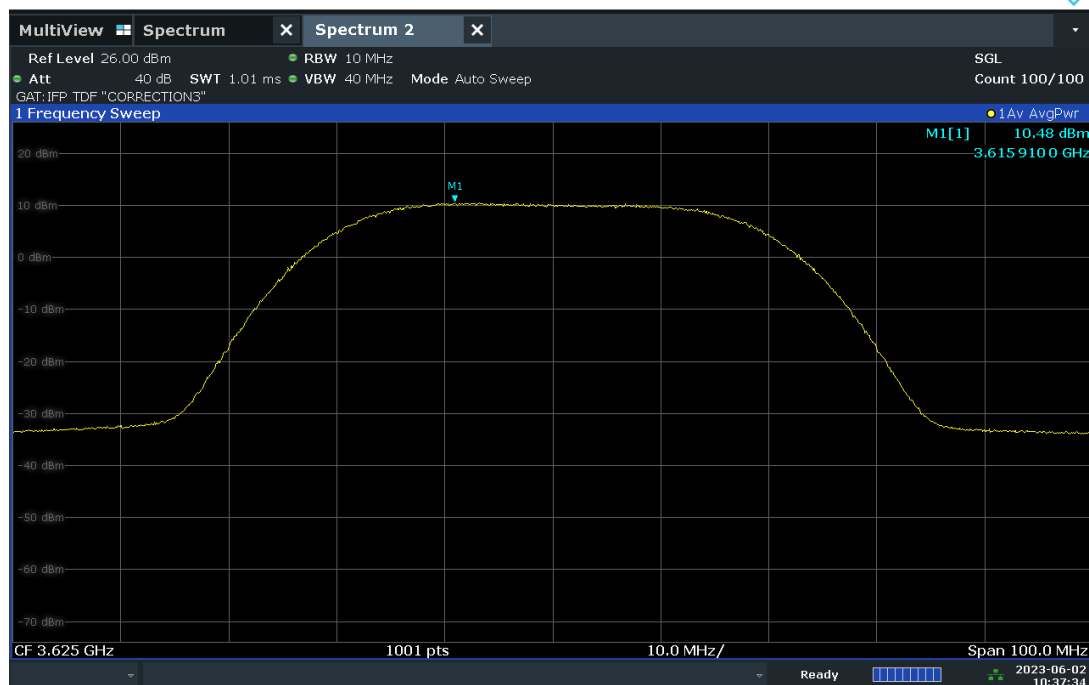 MultiView Spectrum X Spectrum 2 X
Ref Level 26.00 dBm RBW 10 MHz SGL
Att 40 dB SWT 1.01 ms VBW 40 MHz Mode Auto Sweep Count 100/100
GAT:IFP TDF "CORRECTION3"
1 Frequency Sweep 1Av AvgPwr
M1[1] 10.48 dBm
3.615 910 0 GHz
20 dBm
M1
10 dBm
0 dBm
-10 dBm
-20 dBm
-30 dBm
-40 dBm
-50 dBm
-60 dBm
-70 dBm
CF 3.625 GHz 1001 pts 10.0 MHz/ Span 100.0 MHz
Ready 2023-06-02
10:37:34